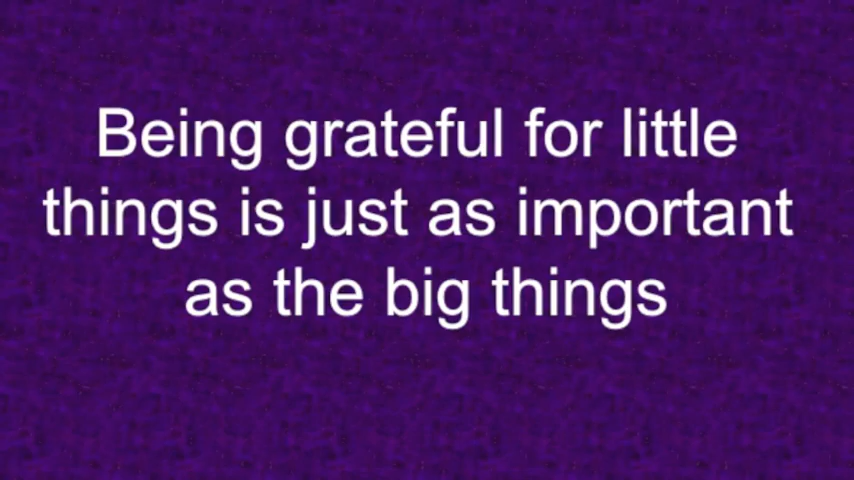 Being grateful for little
things is just as important
as the big things